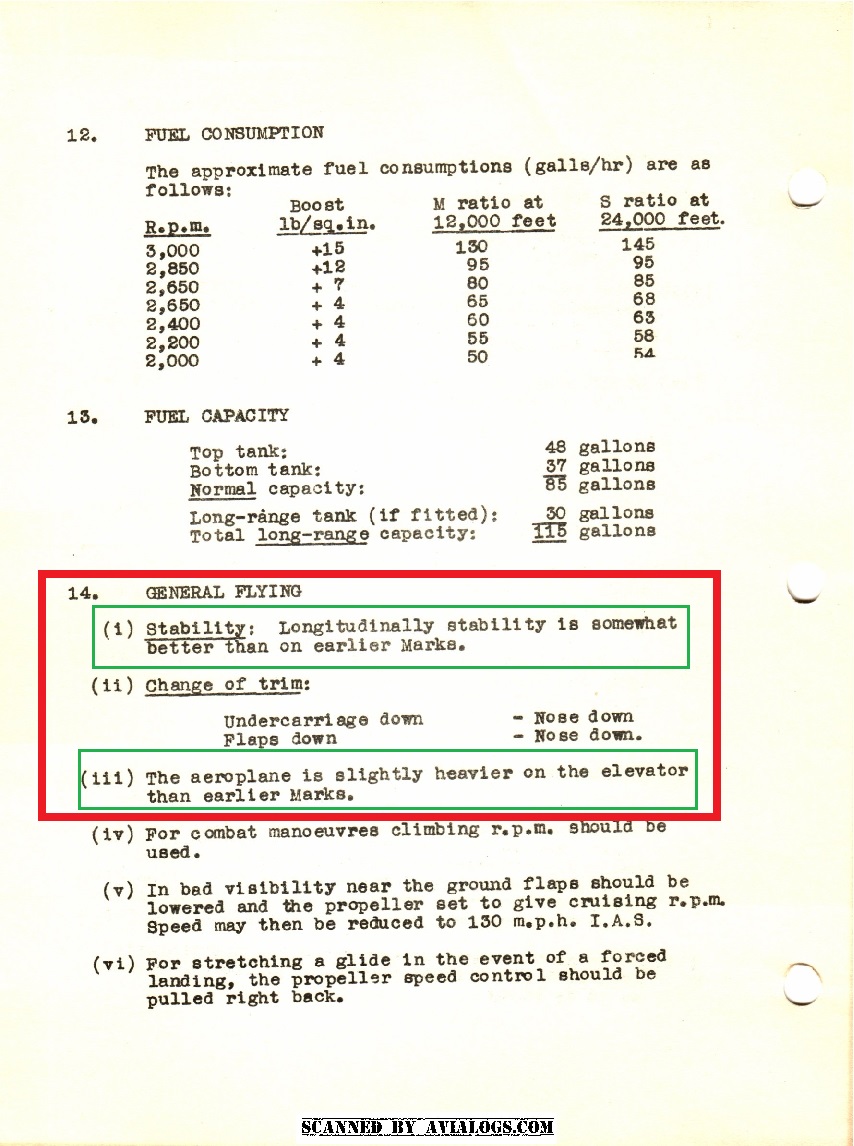 12. FUEL CONSUMPTION
The approximate fuel consumptions (galls/hr) are as
follows:
Boost M ratio at S ratio at
R.p.m. lb/sq.in. 12,000 feet 24,000 feet.
3,000 +15 130 145
2,850 +12 95 95
2,650 + 7 80 85
2,650 + 4 65 68
2,400 + 4 60 63
2,200 + 4 55 58
2,000 + 4 50 54
13. FUEL CAPACITY
Top tank: 48 gallons
Bottom tank: 37 gallons
Normal capacity: 85 gallons
Long-range tank (if fitted): 30 gallons
Total long-range capacity: 115 gallons
14. GENERAL FLYING
(i) Stability: Longitudinally stability is somewhat
better than on earlier Marks.
(ii) Change of trim:
Undercarriage down - Nose down
Flaps down - Nose down.
(iii) The aeroplane is slightly heavier on the elevator
than earlier Marks.
(iv) For combat manoeuvres climbing r.p.m. should be
used.
(v) In bad visibility near the ground flaps should be
lowered and the propeller set to give cruising r.p.m.
Speed may then be reduced to 130 m.p.h. I.A.S.
(vi) For stretching a glide in the event of a forced
landing, the propeller speed control should be
pulled right back.
SCANNED BY AVIALOGS.COM